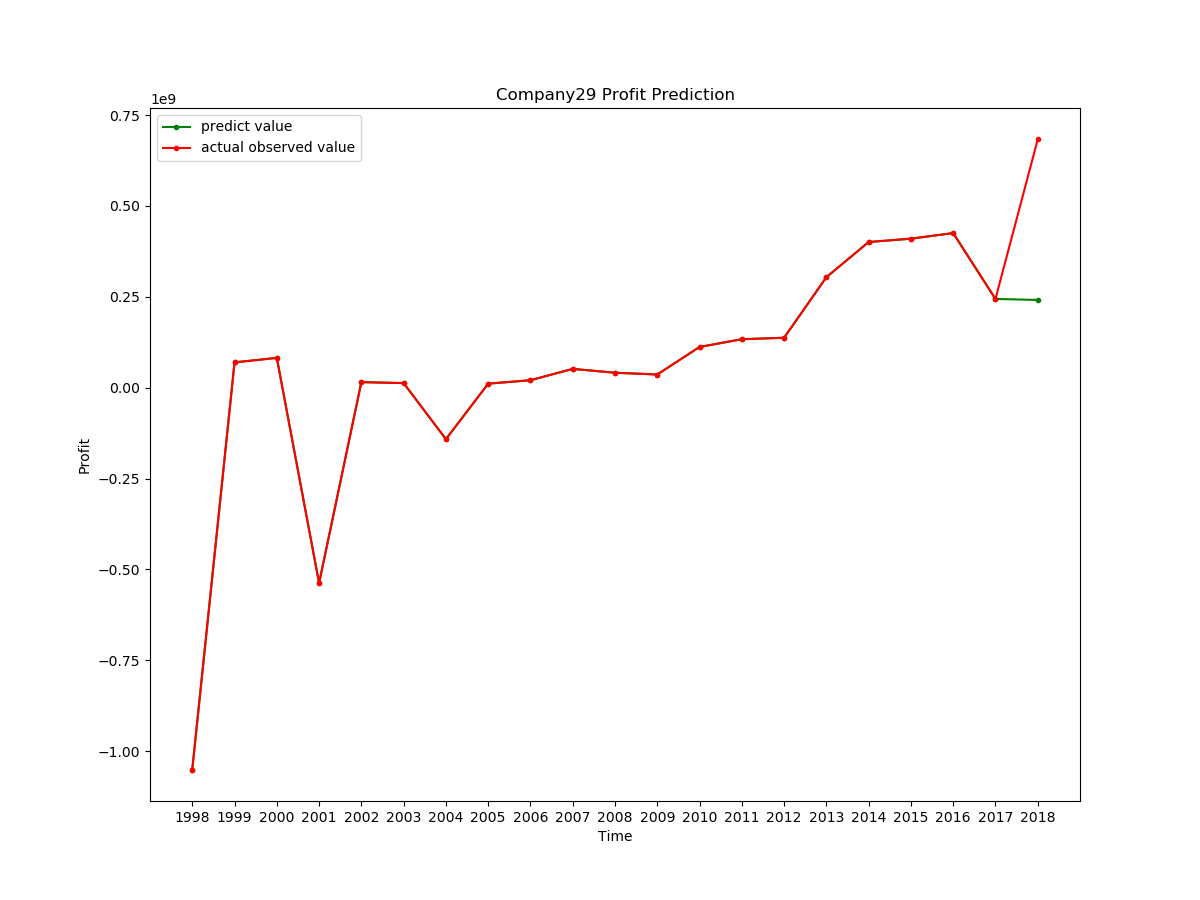 Company29 Profit Prediction
1e9
predict value
actual observed value
0.75
0.50
0.25
0.00
−0.25
−0.50
−0.75
−1.00
Profit
1998 1999 2000 2001 2002 2003 2004 2005 2006 2007 2008 2009 2010 2011 2012 2013 2014 2015 2016 2017 2018
Time